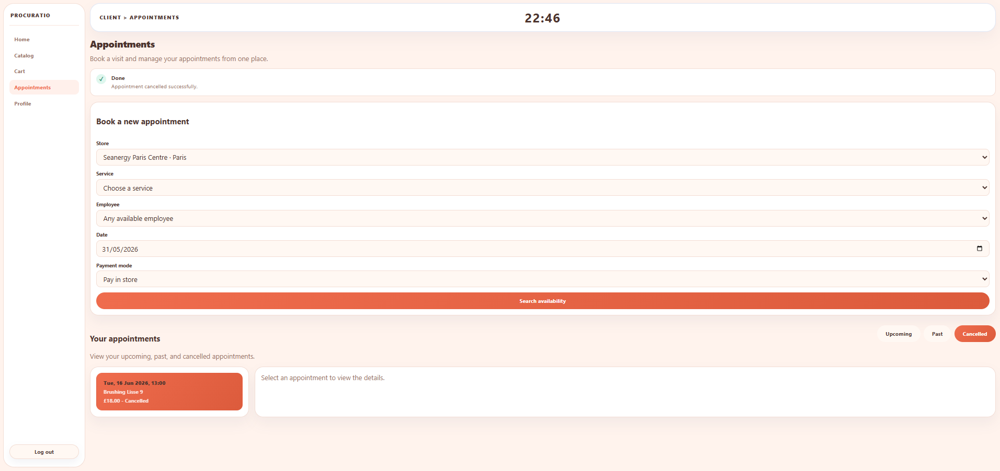 PROCURATIO
Home
Catalog
Cart
Appointments
Profile
Log out
CLIENT > APPOINTMENTS
22:46
Appointments
Book a visit and manage your appointments from one place.
Done
Appointment cancelled successfully.
Book a new appointment
Store
Seanergy Paris Centre · Paris
Service
Choose a service
Employee
Any available employee
Date
31/05/2026
Payment mode
Pay in store
Search availability
Your appointments
Upcoming
Past
Cancelled
View your upcoming, past, and cancelled appointments.
Tue, 16 Jun 2026, 13:00
Brushing Lisse 9
£18.00 - Cancelled
Select an appointment to view the details.